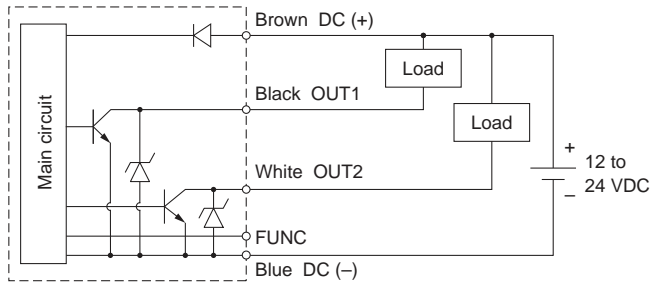 Brown DC (+)
Load
Black OUT1
Load
Main circuit
+
12 to
24 VDC
–
White OUT2
FUNC
Blue DC (–)